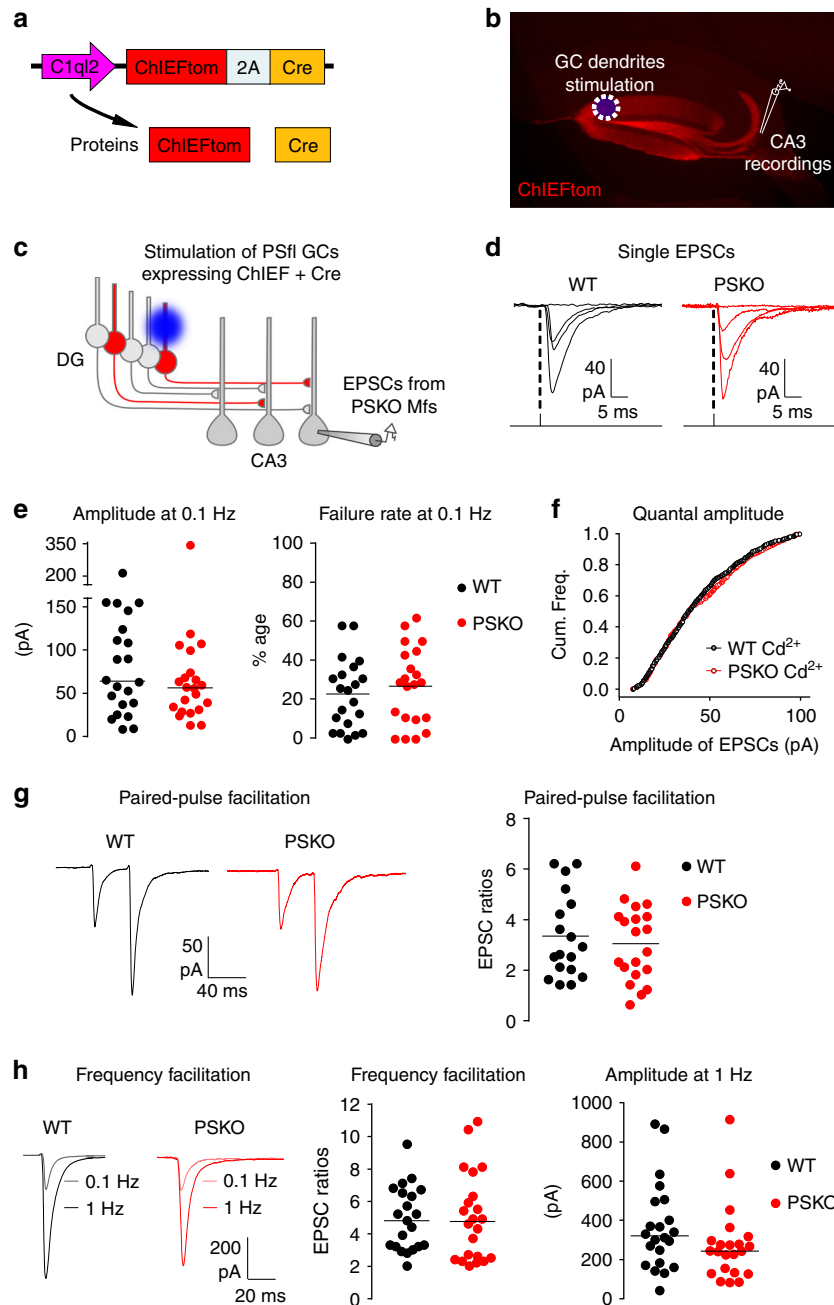 a
C1ql2
ChIEFtom
2A
Cre
Proteins
ChIEFtom
Cre
b
GC dendrites
stimulation
CA3
recordings
ChIEFtom
c
Stimulation of PSfl GCs
expressing ChIEF + Cre
DG
EPSCs from
PSKO Mfs
CA3
d
Single EPSCs
WT
PSKO
40
pA
5 ms
40
pA
5 ms
e
Amplitude at 0.1 Hz
350
200
150
100
50
0
(pA)
Failure rate at 0.1 Hz
100
80
60
40
20
0
% age
WT
PSKO
f
Quantal amplitude
1.0
0.8
0.6
0.4
0.2
0.0
Cum. Freq.
WT Cd2+
PSKO Cd2+
0
50
100
Amplitude of EPSCs (pA)
g
Paired-pulse facilitation
WT
PSKO
50
pA
40 ms
Paired-pulse facilitation
8
6
4
2
0
EPSC ratios
WT
PSKO
h
Frequency facilitation
WT
PSKO
0.1 Hz
1 Hz
0.1 Hz
1 Hz
200
pA
20 ms
Frequency facilitation
12
10
8
6
4
2
0
EPSC ratios
Amplitude at 1 Hz
1000
800
600
400
200
0
(pA)
WT
PSKO